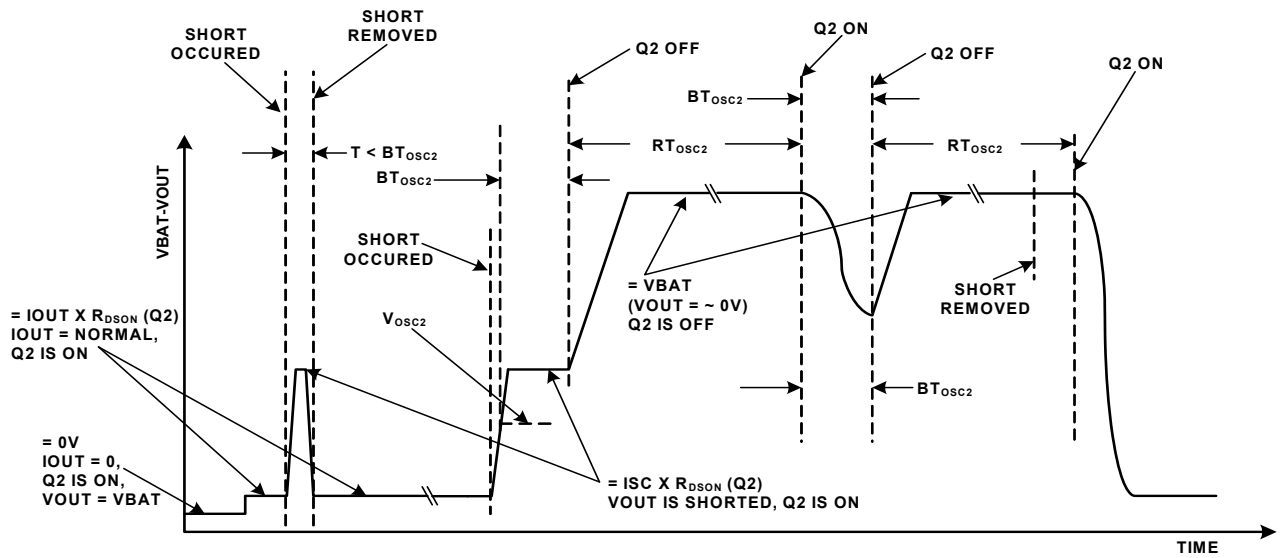 SHORT
OCCURED
SHORT
REMOVED
Q2 OFF
Q2 ON
Q2 OFF
Q2 ON
BTOSC2
T < BTOSC2
RTOSC2
RTOSC2
BTOSC2
VBAT-VOUT
SHORT
OCCURED
= VBAT
(VOUT = ~ 0V)
Q2 IS OFF
SHORT
REMOVED
= IOUT X RDSON (Q2)
IOUT = NORMAL,
Q2 IS ON
VOSC2
BTOSC2
= 0V
IOUT = 0,
Q2 IS ON,
VOUT = VBAT
= ISC X RDSON (Q2)
VOUT IS SHORTED, Q2 IS ON
TIME